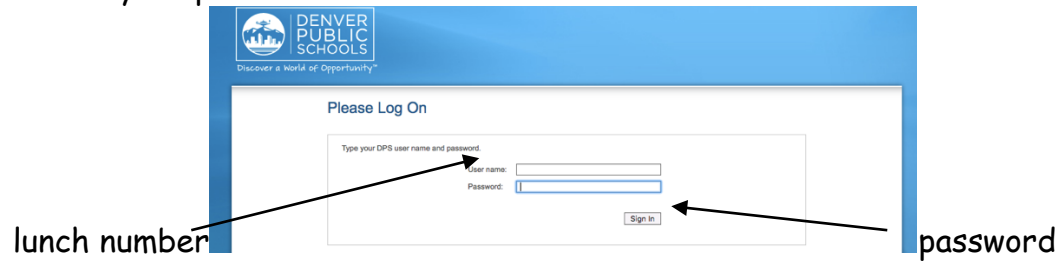 DENVER
PUBLIC
SCHOOLS
Discover a World of Opportunity™
Please Log On
Type your DPS user name and password.
User name:
Password:
Sign In
lunch number
password